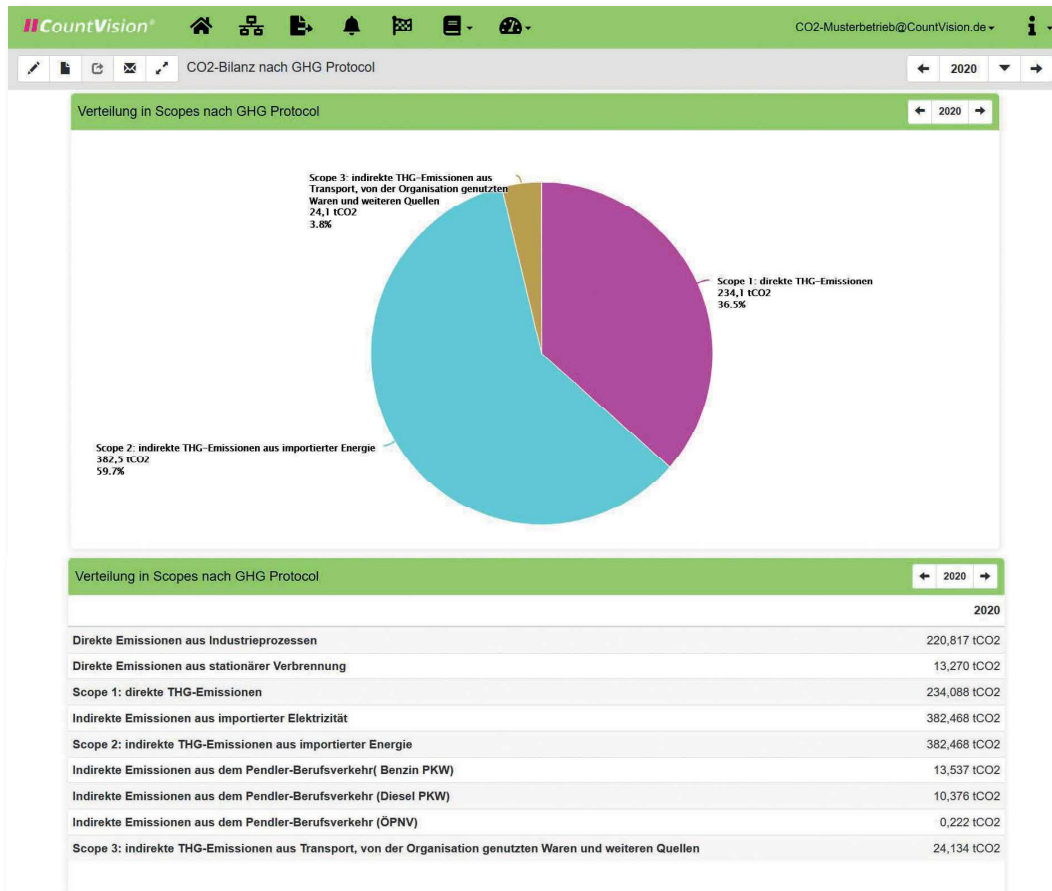 CountVision®
CO2-Musterbetrieb@CountVision.de
CO2-Bilanz nach GHG Protocol
2020
Verteilung in Scopes nach GHG Protocol
2020
Scope 3: indirekte THG-Emissionen aus
Transport, von der Organisation genutzten
Waren und weiteren Quellen
24,1 tCO2
3.8%
Scope 1: direkte THG-Emissionen
234,1 tCO2
36.5%
Scope 2: indirekte THG-Emissionen aus importierter Energie
382,5 tCO2
59.7%
Verteilung in Scopes nach GHG Protocol
2020
2020
Direkte Emissionen aus Industrieprozessen 220,817 tCO2
Direkte Emissionen aus stationärer Verbrennung 13,270 tCO2
Scope 1: direkte THG-Emissionen 234,088 tCO2
Indirekte Emissionen aus importierter Elektrizität 382,468 tCO2
Scope 2: indirekte THG-Emissionen aus importierter Energie 382,468 tCO2
Indirekte Emissionen aus dem Pendler-Berufsverkehr( Benzin PKW) 13,537 tCO2
Indirekte Emissionen aus dem Pendler-Berufsverkehr (Diesel PKW) 10,376 tCO2
Indirekte Emissionen aus dem Pendler-Berufsverkehr (ÖPNV) 0,222 tCO2
Scope 3: indirekte THG-Emissionen aus Transport, von der Organisation genutzten Waren und weiteren Quellen 24,134 tCO2